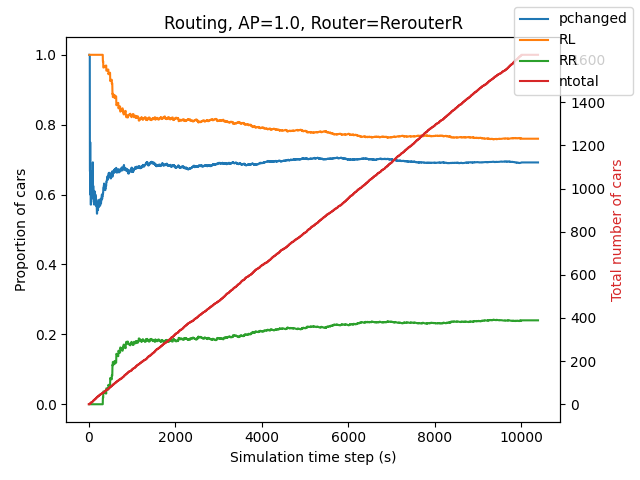 Routing, AP=1.0, Router=RerouterR
pchanged
RL
RR
ntotal
1.0
0.8
0.6
0.4
0.2
0.0
Proportion of cars
1600
1400
1200
1000
800
600
400
200
0
Total number of cars
0
2000
4000
6000
8000
10000
Simulation time step (s)